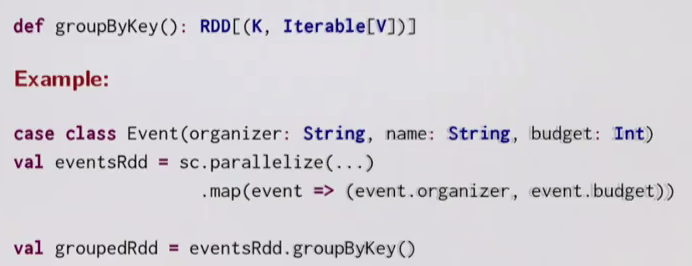 def groupByKey(): RDD[(K, Iterable[V])]
Example:
case class Event(organizer: String, name: String, budget: Int)
val eventsRdd = sc.parallelize(...)
.map(event => (event.organizer, event.budget))
val groupedRdd = eventsRdd.groupByKey()